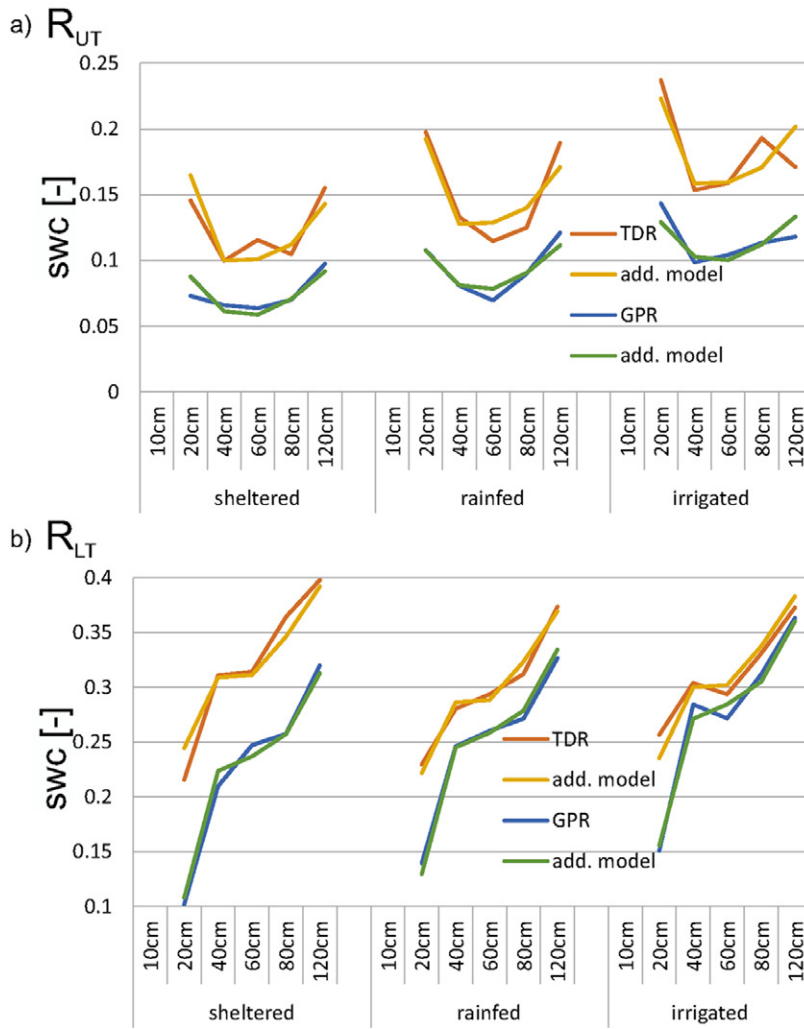 a) R_UT
0.25
0.2
0.15
0.1
0.05
0
swc [-]
TDR
add. model
GPR
add. model
10cm 20cm 40cm 60cm 80cm 120cm 10cm 20cm 40cm 60cm 80cm 120cm 10cm 20cm 40cm 60cm 80cm 120cm
sheltered rainfed irrigated
b) R_LT
0.4
0.35
0.3
0.25
0.2
0.15
0.1
swc [-]
TDR
add. model
GPR
add. model
10cm 20cm 40cm 60cm 80cm 120cm 10cm 20cm 40cm 60cm 80cm 120cm 10cm 20cm 40cm 60cm 80cm 120cm
sheltered rainfed irrigated